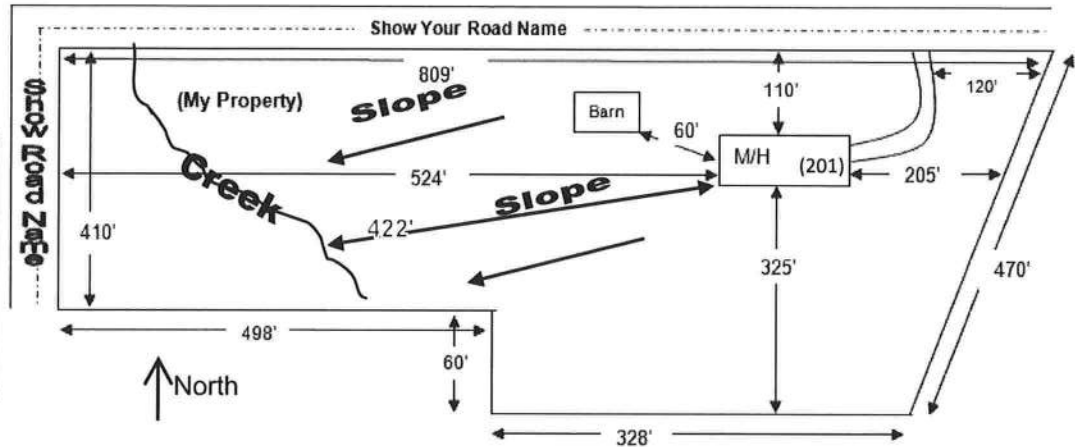 Show Your Road Name
Show Road Name
809'
120'
110'
(My Property)
Slope
Barn
60'
M/H
(201)
Creek
524'
205'
Slope
422'
410'
325'
470'
498'
60'
North
328'